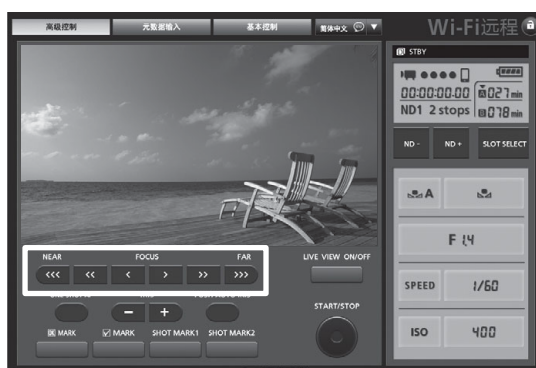 高级控制
元数据输入
基本控制
简体中文
Wi-Fi远程
STBY
00:00:00.00
A 027 min
ND1 2 stops
B 078 min
ND -
ND +
SLOT SELECT
A
F 1.4
NEAR
FOCUS
FAR
<<<
<<
<
>
>>
>>>
LIVE VIEW ON/OFF
SPEED
1/60
−
+
START/STOP
OK MARK
MARK
SHOT MARK1
SHOT MARK2
ISO
400